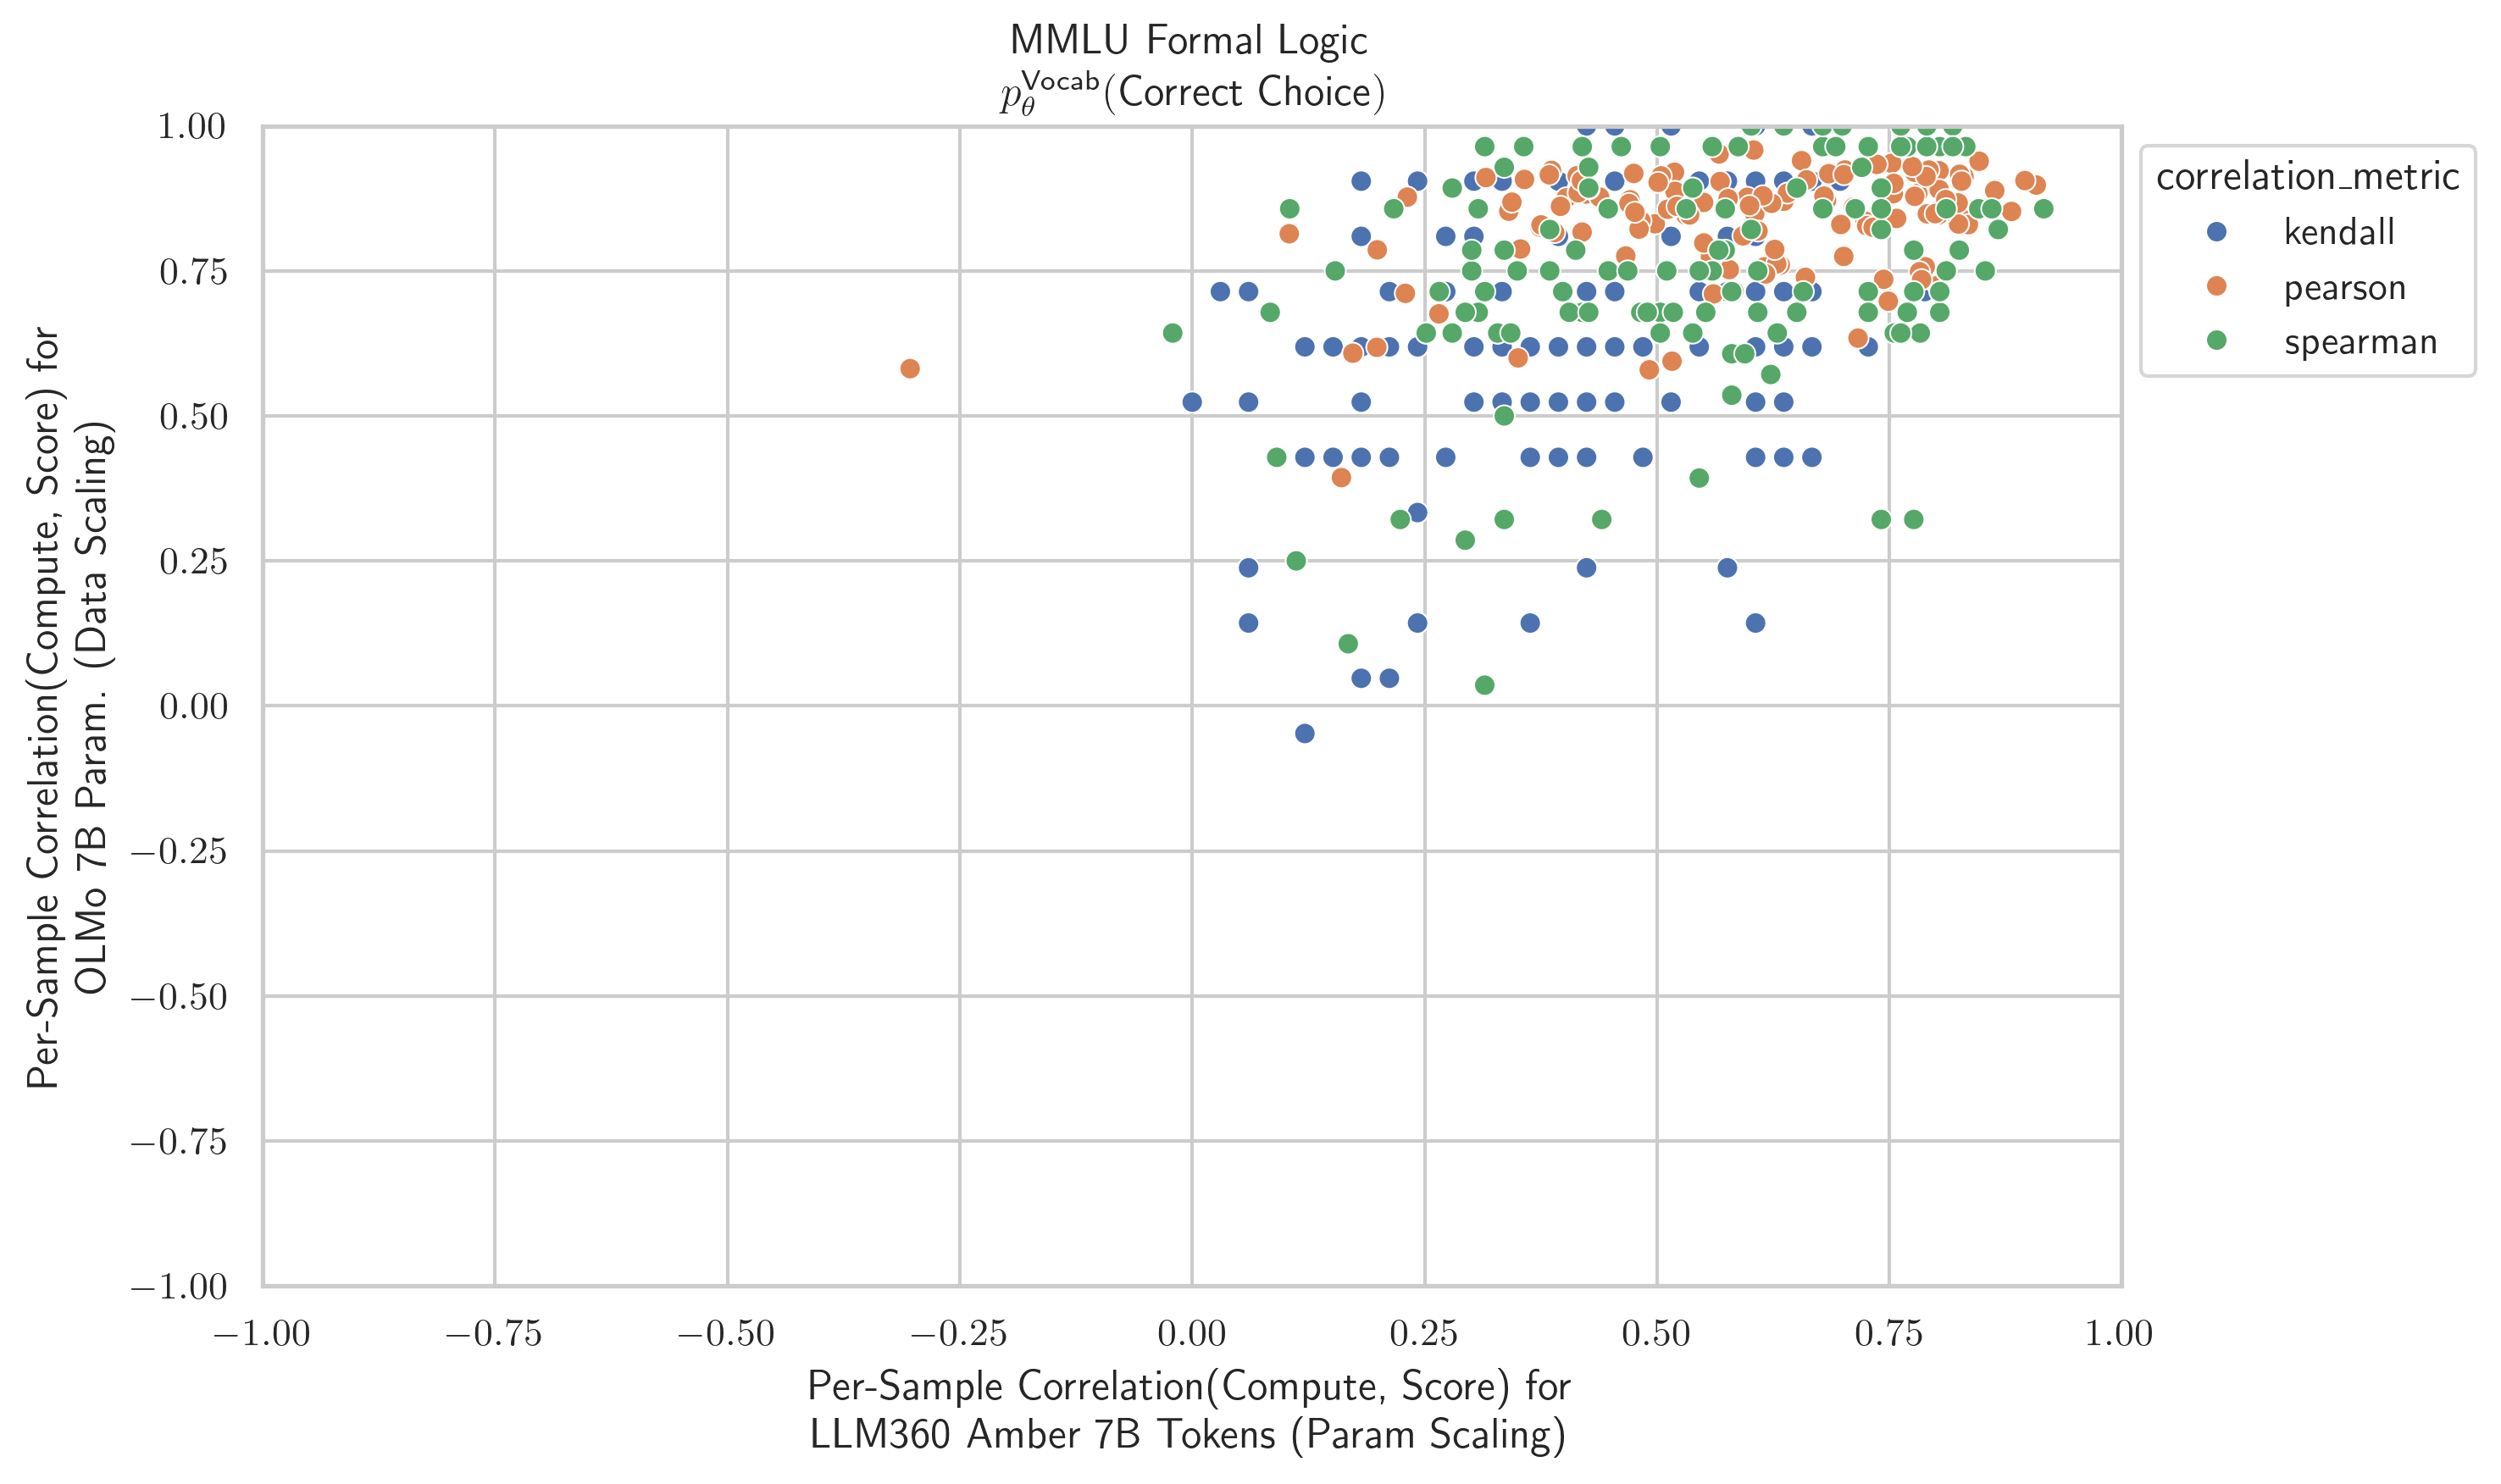 MMLU Formal Logic
p_θ^Vocab(Correct Choice)
1.00
0.75
0.50
0.25
0.00
−0.25
−0.50
−0.75
−1.00
Per-Sample Correlation(Compute, Score) for
OLMo 7B Param. (Data Scaling)
−1.00
−0.75
−0.50
−0.25
0.00
0.25
0.50
0.75
1.00
Per-Sample Correlation(Compute, Score) for
LLM360 Amber 7B Tokens (Param Scaling)
correlation_metric
kendall
pearson
spearman